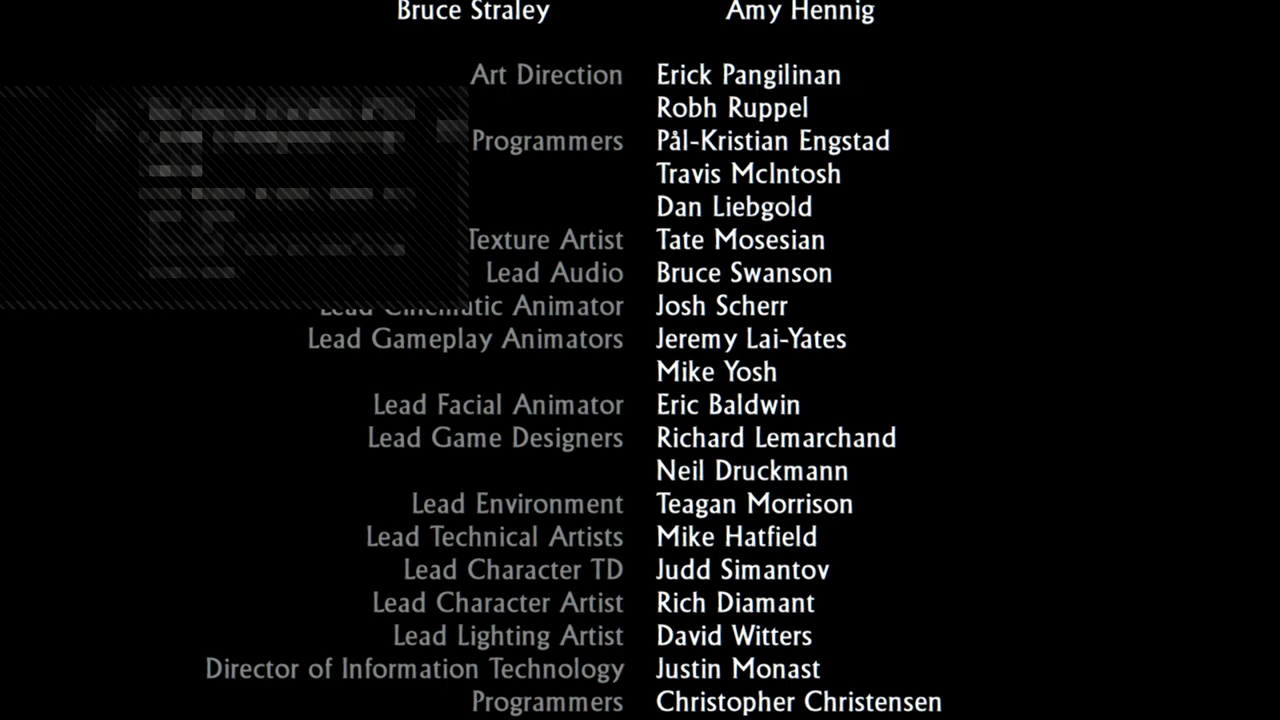 Bruce Straley Amy Hennig
Art Direction Erick Pangilinan
Robh Ruppel
Programmers Pål-Kristian Engstad
Travis McIntosh
Dan Liebgold
Texture Artist Tate Mosesian
Lead Audio Bruce Swanson
Lead Cinematic Animator Josh Scherr
Lead Gameplay Animators Jeremy Lai-Yates
Mike Yosh
Lead Facial Animator Eric Baldwin
Lead Game Designers Richard Lemarchand
Neil Druckmann
Lead Environment Teagan Morrison
Lead Technical Artists Mike Hatfield
Lead Character TD Judd Simantov
Lead Character Artist Rich Diamant
Lead Lighting Artist David Witters
Director of Information Technology Justin Monast
Programmers Christopher Christensen